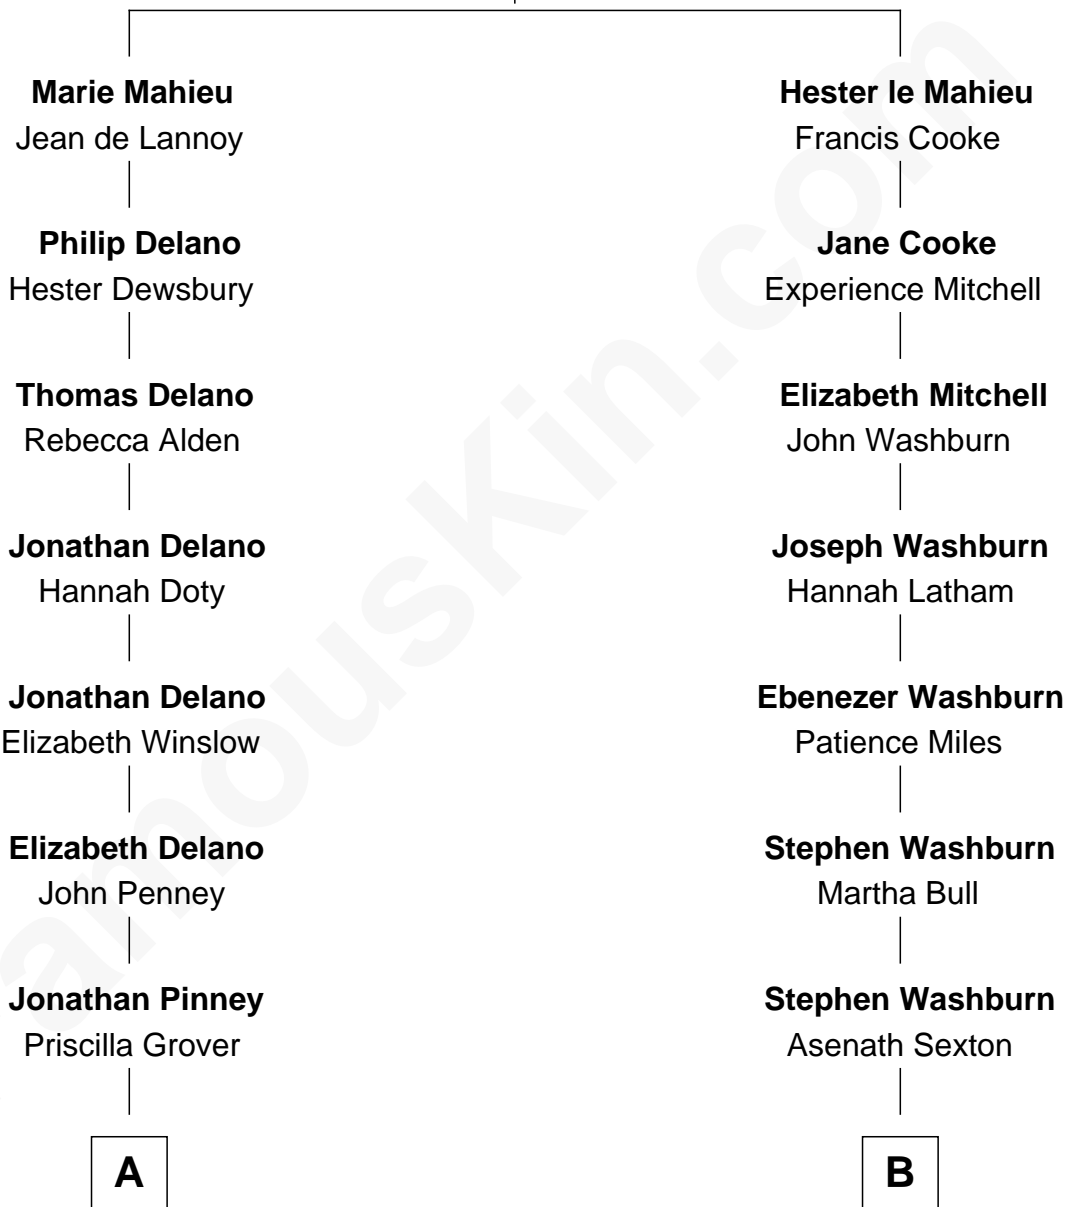 Marie Mahieu
Jean de Lannoy
Hester le Mahieu
Francis Cooke
Philip Delano
Hester Dewsbury
Jane Cooke
Experience Mitchell
Thomas Delano
Rebecca Alden
Elizabeth Mitchell
John Washburn
Jonathan Delano
Hannah Doty
Joseph Washburn
Hannah Latham
Jonathan Delano
Elizabeth Winslow
Ebenezer Washburn
Patience Miles
Elizabeth Delano
John Penney
Stephen Washburn
Martha Bull
Jonathan Pinney
Priscilla Grover
Stephen Washburn
Asenath Sexton
A
B
amousKin.com